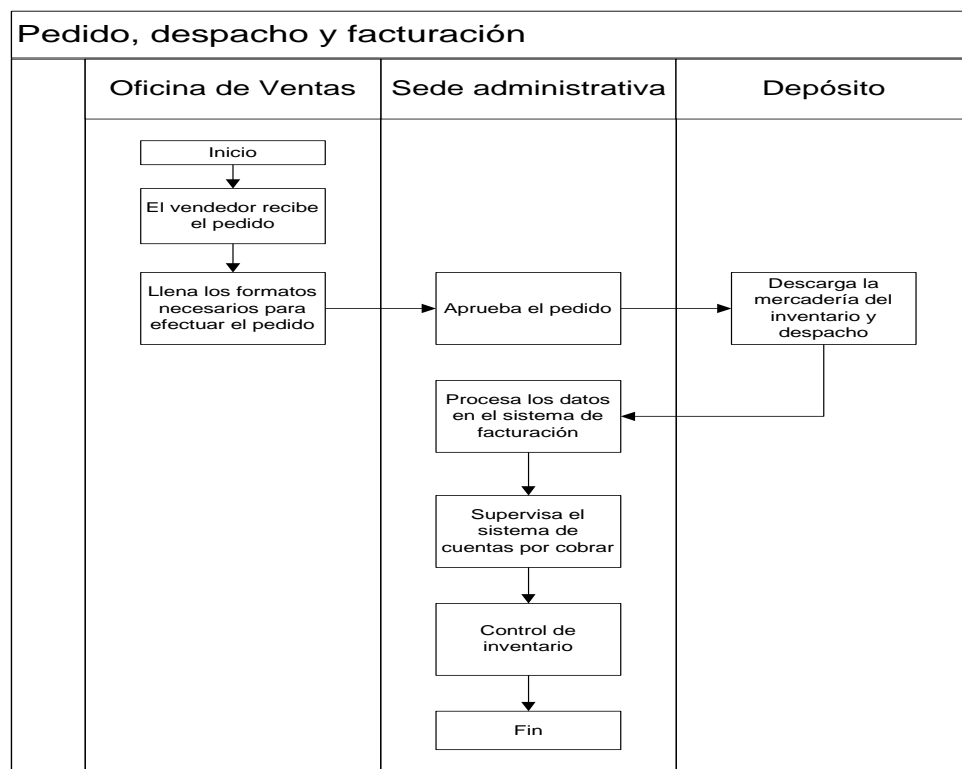 Pedido, despacho y facturación
Oficina de Ventas
Sede administrativa
Depósito
Inicio
El vendedor recibe
el pedido
Llena los formatos
necesarios para
efectuar el pedido
Aprueba el pedido
Descarga la
mercadería del
inventario y
despacho
Procesa los datos
en el sistema de
facturación
Supervisa el
sistema de
cuentas por cobrar
Control de
inventario
Fin